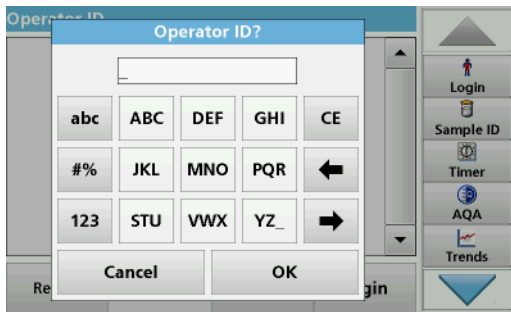 Operator ID
Operator ID?
_
abc ABC DEF GHI CE
#% JKL MNO PQR
123 STU VWX YZ_
Cancel OK
Re
gin
Login
Sample ID
Timer
AQA
Trends